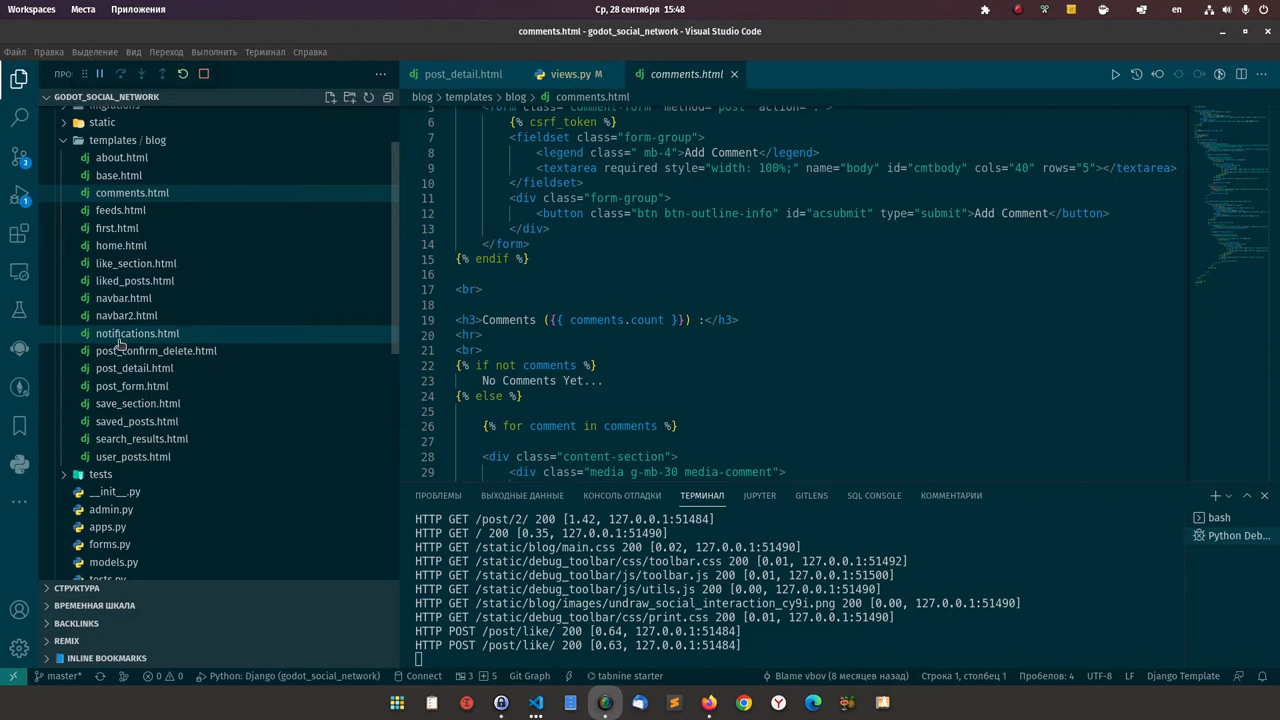 Workspaces Места Приложения Ср, 28 сентября 15:48 en
comments.html - godot_social_network - Visual Studio Code
Файл Правка Выделение Вид Переход Выполнить Терминал Справка
post_detail.html views.py M comments.html
GODOT_SOCIAL_NETWORK
static
templates / blog
about.html
base.html
comments.html
feeds.html
first.html
home.html
like_section.html
liked_posts.html
navbar.html
navbar2.html
notifications.html
post_confirm_delete.html
post_detail.html
post_form.html
save_section.html
saved_posts.html
search_results.html
user_posts.html
tests
__init__.py
admin.py
apps.py
forms.py
models.py
tests.py
СТРУКТУРА
ВРЕМЕННАЯ ШКАЛА
BACKLINKS
REMIX
INLINE BOOKMARKS
3
1
blog > templates > blog > comments.html
5 <form class="comment-form" method="post" action=".">
6 {% csrf_token %}
7 <fieldset class="form-group">
8 <legend class=" mb-4">Add Comment</legend>
9 <textarea required style="width: 100%;" name="body" id="cmtbody" cols="40" rows="5"></textarea>
10 </fieldset>
11 <div class="form-group">
12 <button class="btn btn-outline-info" id="acsubmit" type="submit">Add Comment</button>
13 </div>
14 </form>
15 {% endif %}
16
17 <br>
18
19 <h3>Comments ({{ comments.count }}) :</h3>
20 <hr>
21 <br>
22 {% if not comments %}
23 No Comments Yet...
24 {% else %}
25
26 {% for comment in comments %}
27
28 <div class="content-section">
29 <div class="media g-mb-30 media-comment">
ПРОБЛЕМЫ ВЫХОДНЫЕ ДАННЫЕ КОНСОЛЬ ОТЛАДКИ ТЕРМИНАЛ JUPYTER GITLENS SQL CONSOLE КОММЕНТАРИИ
HTTP GET /post/2/ 200 [1.42, 127.0.0.1:51484]
HTTP GET / 200 [0.35, 127.0.0.1:51490]
HTTP GET /static/blog/main.css 200 [0.02, 127.0.0.1:51490]
HTTP GET /static/debug_toolbar/css/toolbar.css 200 [0.01, 127.0.0.1:51492]
HTTP GET /static/debug_toolbar/js/toolbar.js 200 [0.01, 127.0.0.1:51500]
HTTP GET /static/debug_toolbar/js/utils.js 200 [0.00, 127.0.0.1:51490]
HTTP GET /static/blog/images/undraw_social_interaction_cy9i.png 200 [0.00, 127.0.0.1:51490]
HTTP GET /static/debug_toolbar/css/print.css 200 [0.01, 127.0.0.1:51490]
HTTP POST /post/like/ 200 [0.64, 127.0.0.1:51484]
HTTP POST /post/like/ 200 [0.63, 127.0.0.1:51484]
bash
Python Deb...
master* 0 0 Python: Django (godot_social_network) Connect 3 5 Git Graph tabnine starter Blame vbov (8 месяцев назад) Строка 1, столбец 1 Пробелов: 4 UTF-8 LF Django Template